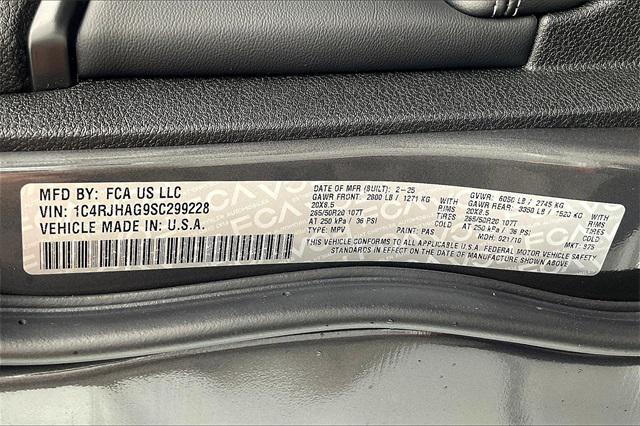 MFD BY: FCA US LLC
VIN: 1C4RJHAG9SC299228
VEHICLE MADE IN: U.S.A.
DATE OF MFR (BUILT): 2-25 GVWR: 6050 LB / 2745 KG
GAWR FRONT: 2800 LB / 1271 KG WITH GAWR REAR: 3350 LB / 1520 KG WITH
20X8.5 RIMS 20X8.5 RIMS
265/50R20 107T TIRES 265/50R20 107T TIRES
AT 250 kPa / 36 PSI COLD AT 250 kPa / 36 PSI COLD
TYPE: MPV PAINT: PAS MDH: 021710 MKT: 975
THIS VEHICLE CONFORMS TO ALL APPLICABLE U.S.A. FEDERAL MOTOR VEHICLE SAFETY
STANDARDS IN EFFECT ON THE DATE OF MANUFACTURE SHOWN ABOVE